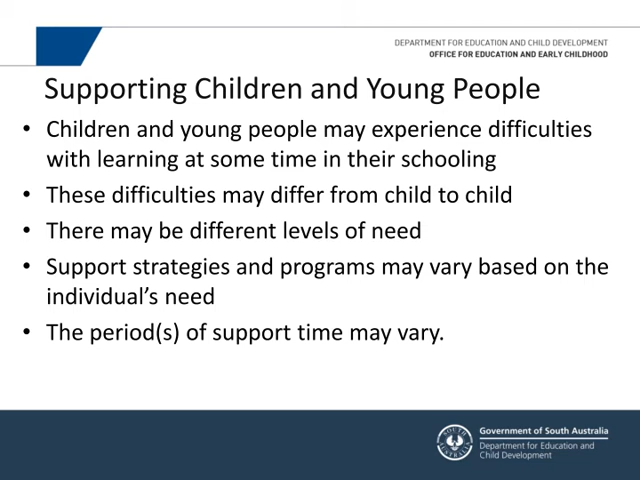 DEPARTMENT FOR EDUCATION AND CHILD DEVELOPMENT
OFFICE FOR EDUCATION AND EARLY CHILDHOOD
Supporting Children and Young People
• Children and young people may experience difficulties
with learning at some time in their schooling
• These difficulties may differ from child to child
• There may be different levels of need
• Support strategies and programs may vary based on the
individual’s need
• The period(s) of support time may vary.
SOUTH AUSTRALIA
Government of South Australia
Department for Education and
Child Development